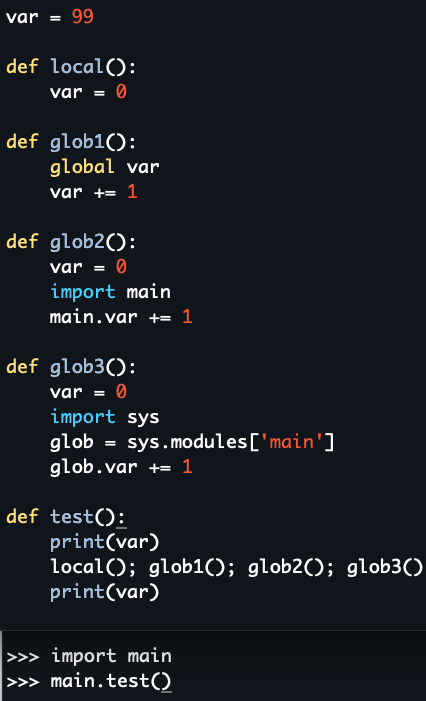 var = 99
def local():
    var = 0
def glob1():
    global var
    var += 1
def glob2():
    var = 0
    import main
    main.var += 1
def glob3():
    var = 0
    import sys
    glob = sys.modules['main']
    glob.var += 1
def test():
    print(var)
    local(); glob1(); glob2(); glob3()
    print(var)
>>> import main
>>> main.test()